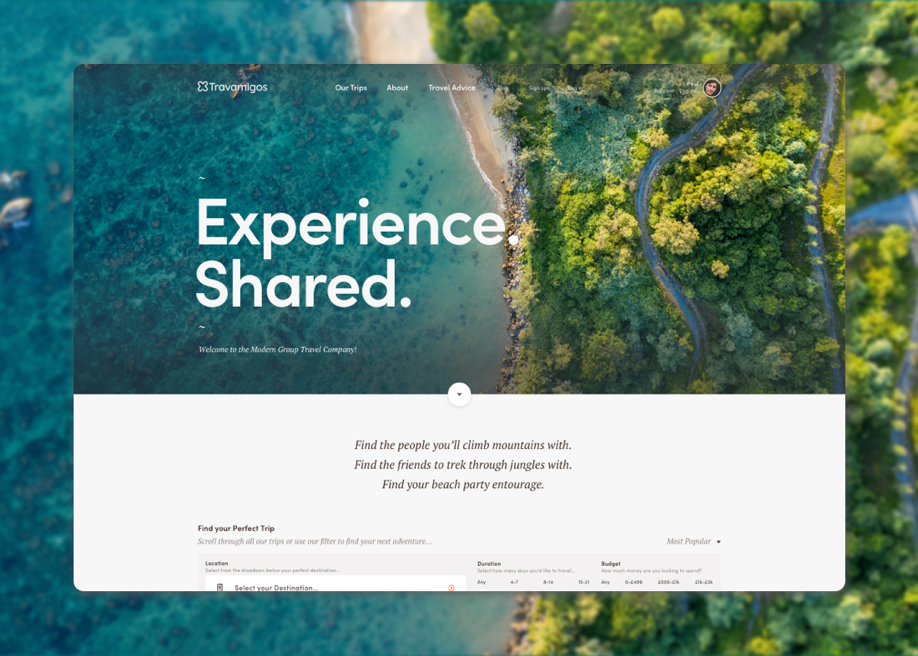 Travamigos
Our Trips
About
Travel Advice
Sign up
~
Experience.
Shared.
~
Welcome to the Modern Group Travel Company!
Find the people you'll climb mountains with.
Find the friends to trek through jungles with.
Find your beach party entourage.
Find your Perfect Trip
Scroll through all our trips or use our filter to find your next adventure...
Most Popular
Location
Select from the dropdown below your perfect destination...
Select your Destination...
Duration
Select how many days you'd like to travel...
Any 4-7 8-14 15-21
Budget
How much money are you looking to spend?
Any 0-£499 £500-£1k £1k-£3k